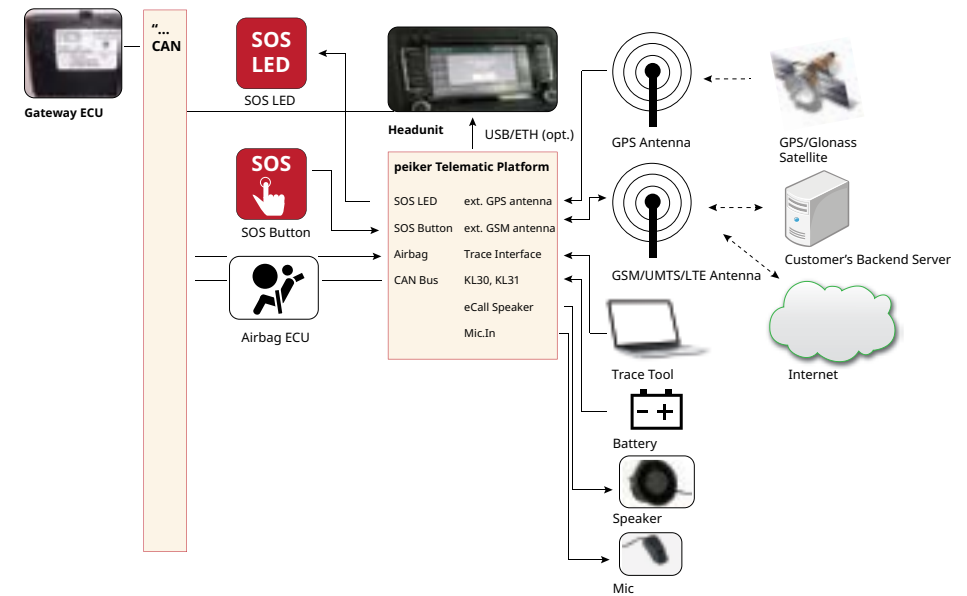 "...
CAN
Gateway ECU
SOS
LED
SOS LED
SOS
SOS Button
Airbag ECU
Headunit
USB/ETH (opt.)
peiker Telematic Platform
SOS LED ext. GPS antenna
SOS Button ext. GSM antenna
Airbag Trace Interface
CAN Bus KL30, KL31
eCall Speaker
Mic.In
GPS Antenna
GPS/Glonass
Satellite
GSM/UMTS/LTE Antenna
Customer's Backend Server
Internet
Trace Tool
Battery
Speaker
Mic